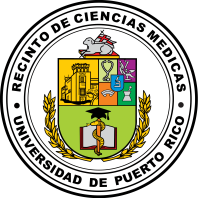 RECINTO DE CIENCIAS MEDICAS
UNIVERSIDAD DE PUERTO RICO